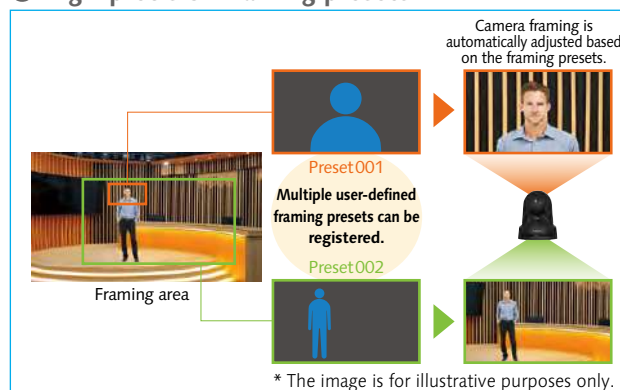 Camera framing is
automatically adjusted based
on the framing presets.
Preset001
Multiple user-defined
framing presets can be
registered.
Preset002
Framing area
* The image is for illustrative purposes only.